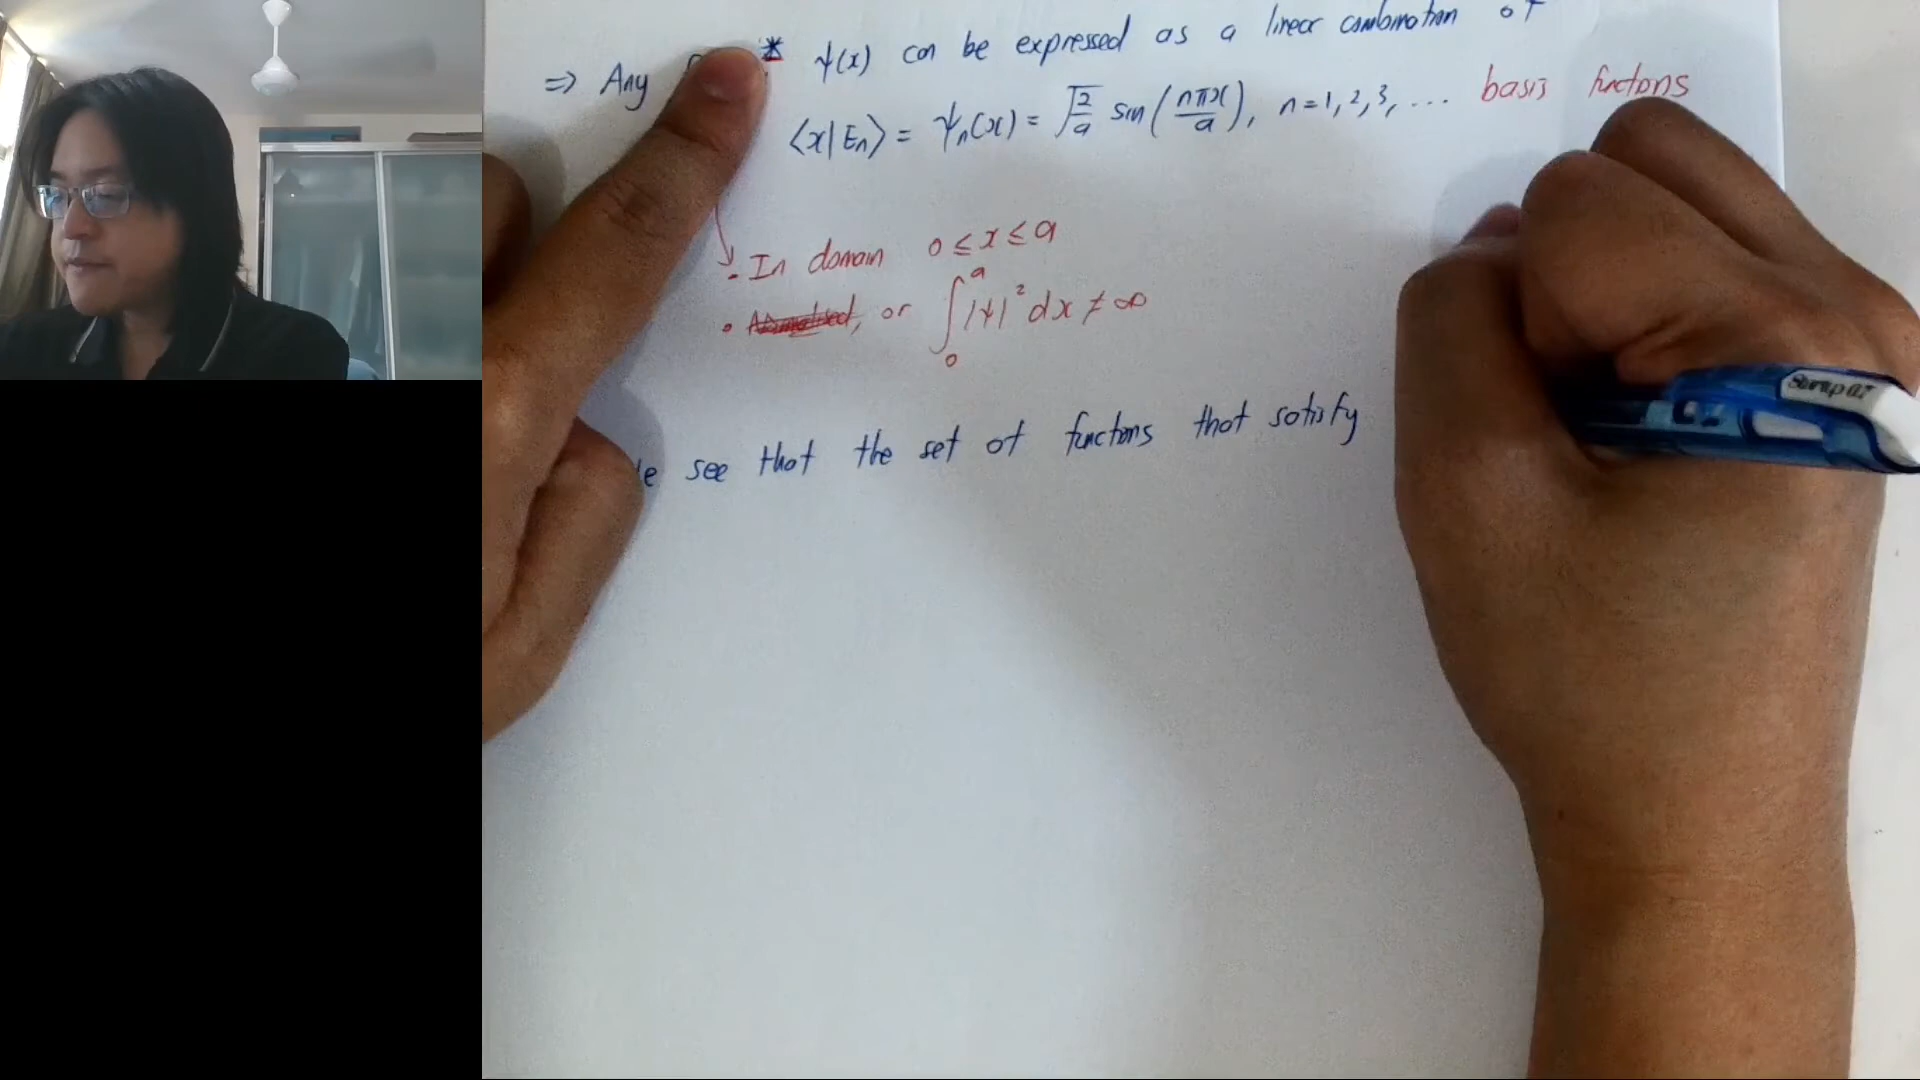 ⇒ Any * ψ(x) can be expressed as a linear combination of
⟨x|Eₙ⟩ = ψₙ(x) = √(2/a) sin(nπx/a), n=1,2,3,... basis functions
• In domain 0 ≤ x ≤ a
• Normalised, or ∫₀ᵃ |ψ|² dx ≠ ∞
see that the set of functions that satisfy